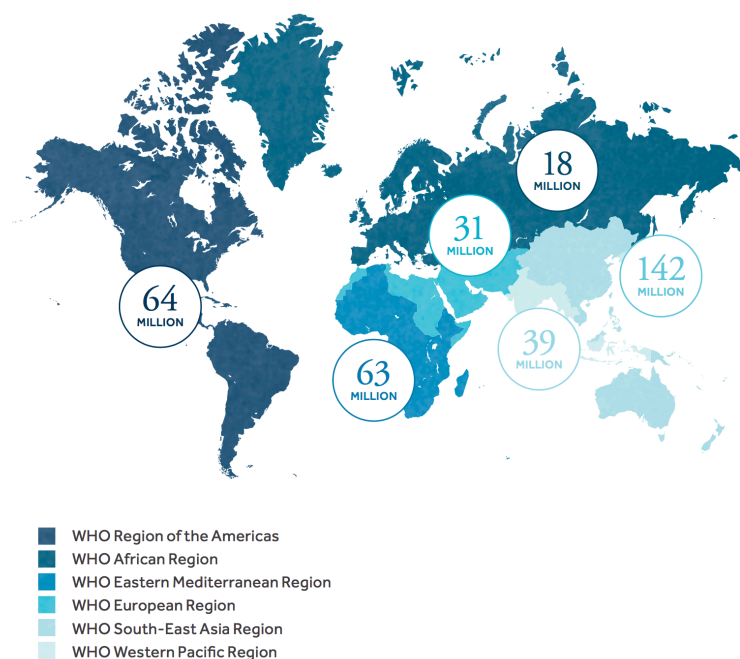 18
MILLION
31
MILLION
142
MILLION
64
MILLION
39
MILLION
63
MILLION
WHO Region of the Americas
WHO African Region
WHO Eastern Mediterranean Region
WHO European Region
WHO South-East Asia Region
WHO Western Pacific Region